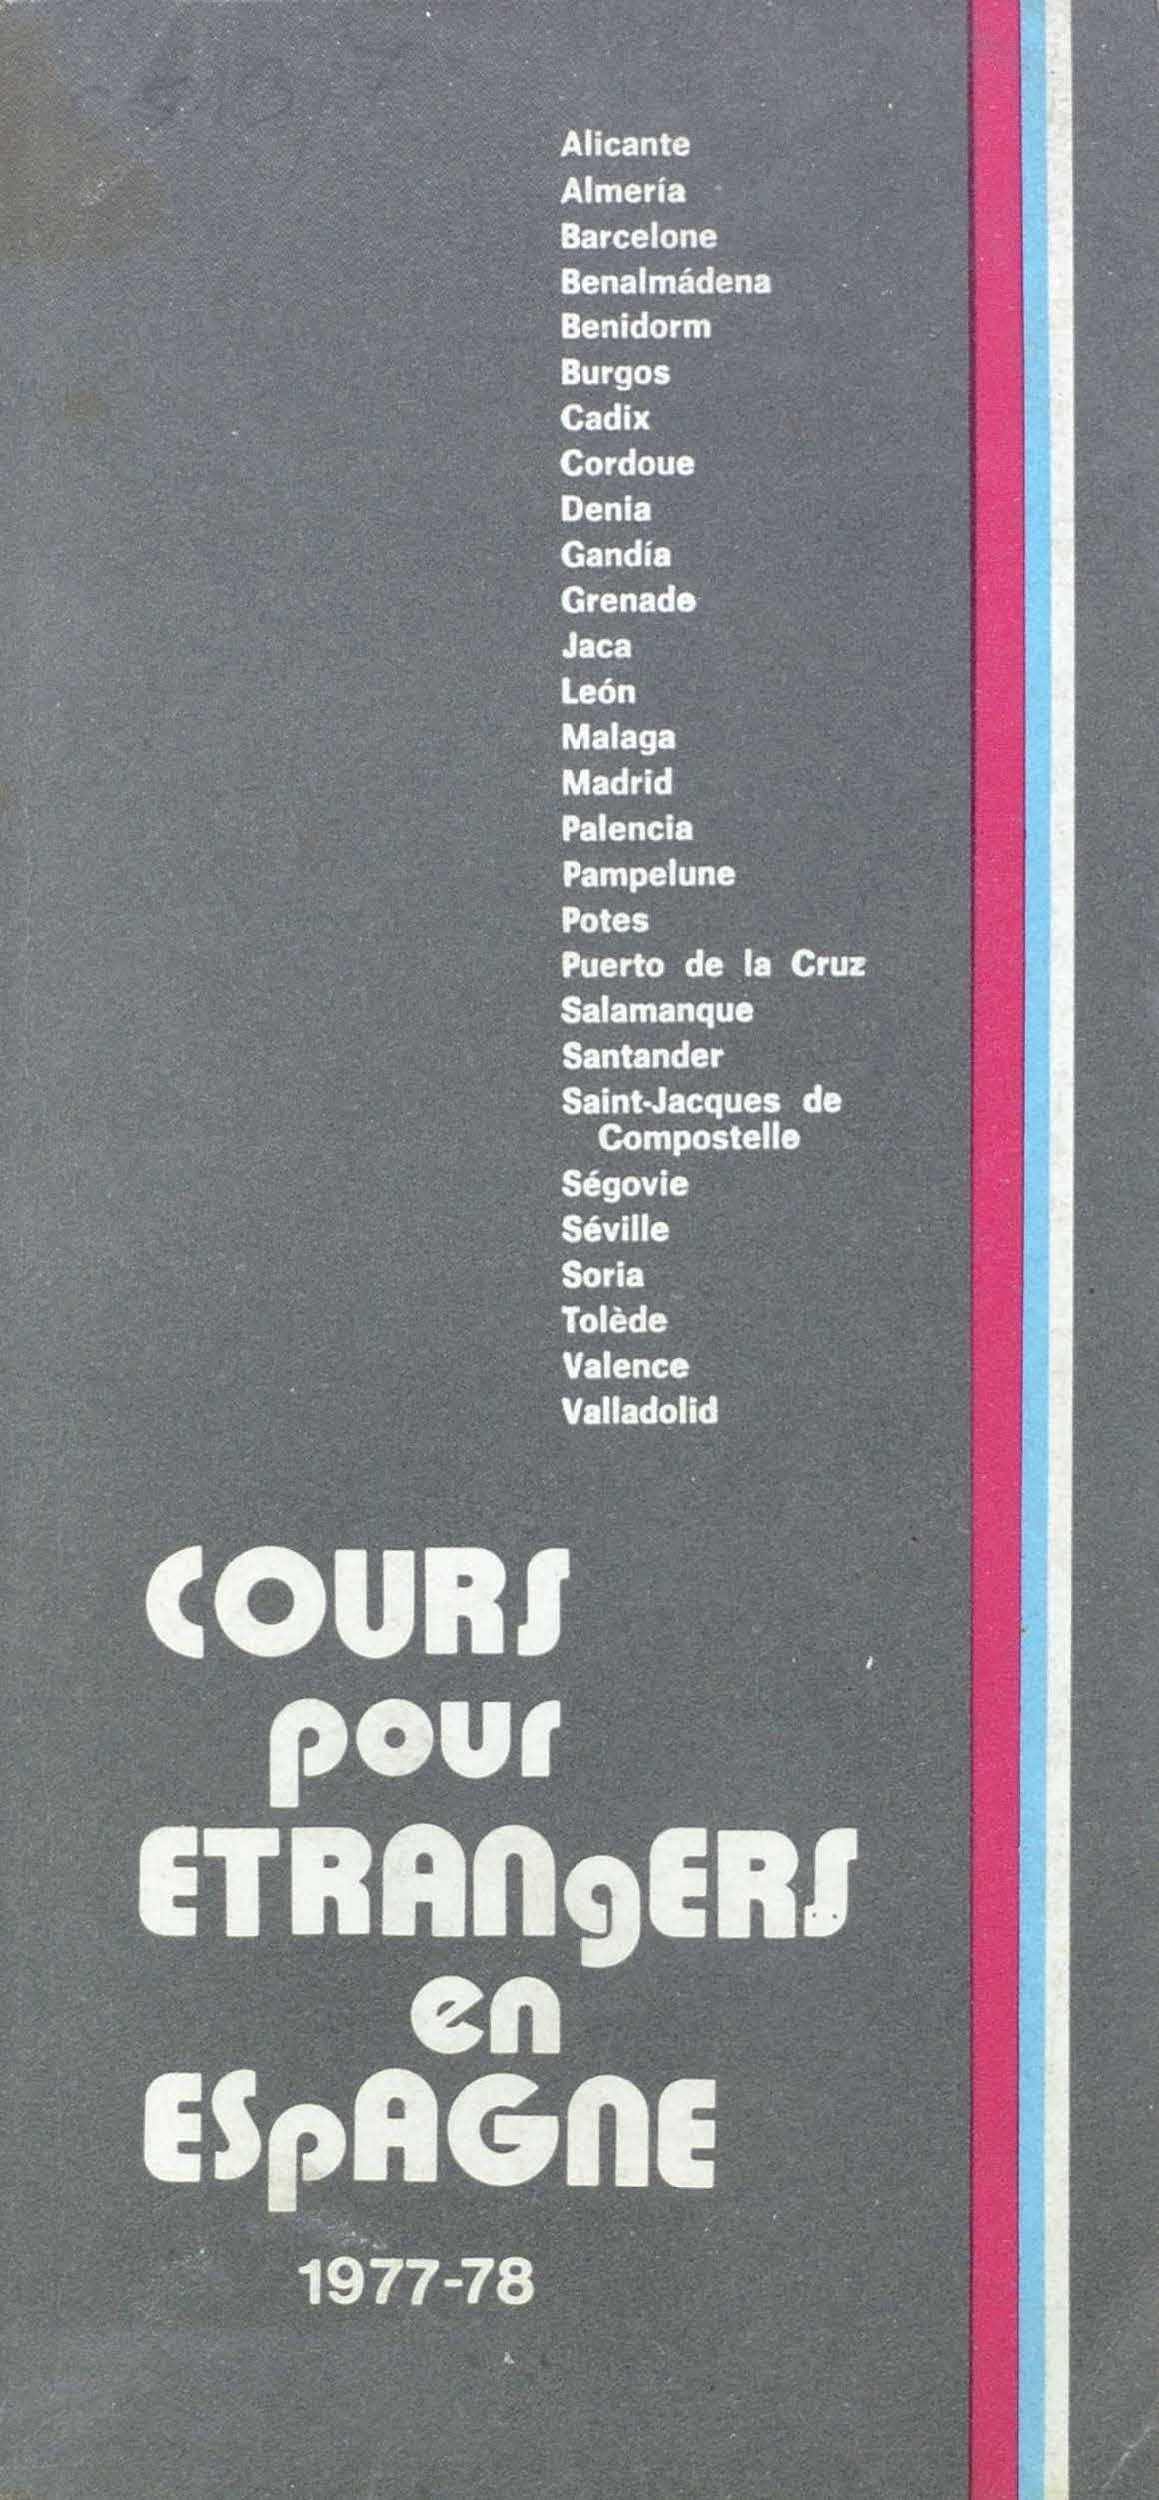 Alicante
Almería
Barcelone
Benalmádena
Benidorm
Burgos
Cadix
Cordoue
Denia
Gandía
Grenade
Jaca
León
Malaga
Madrid
Palencia
Pampelune
Potes
Puerto de la Cruz
Salamanque
Santander
Saint-Jacques de
Compostelle
Ségovie
Séville
Soria
Tolède
Valence
Valladolid
COURS
pour
ETRANgERS
en
ESpAGNE
1977-78